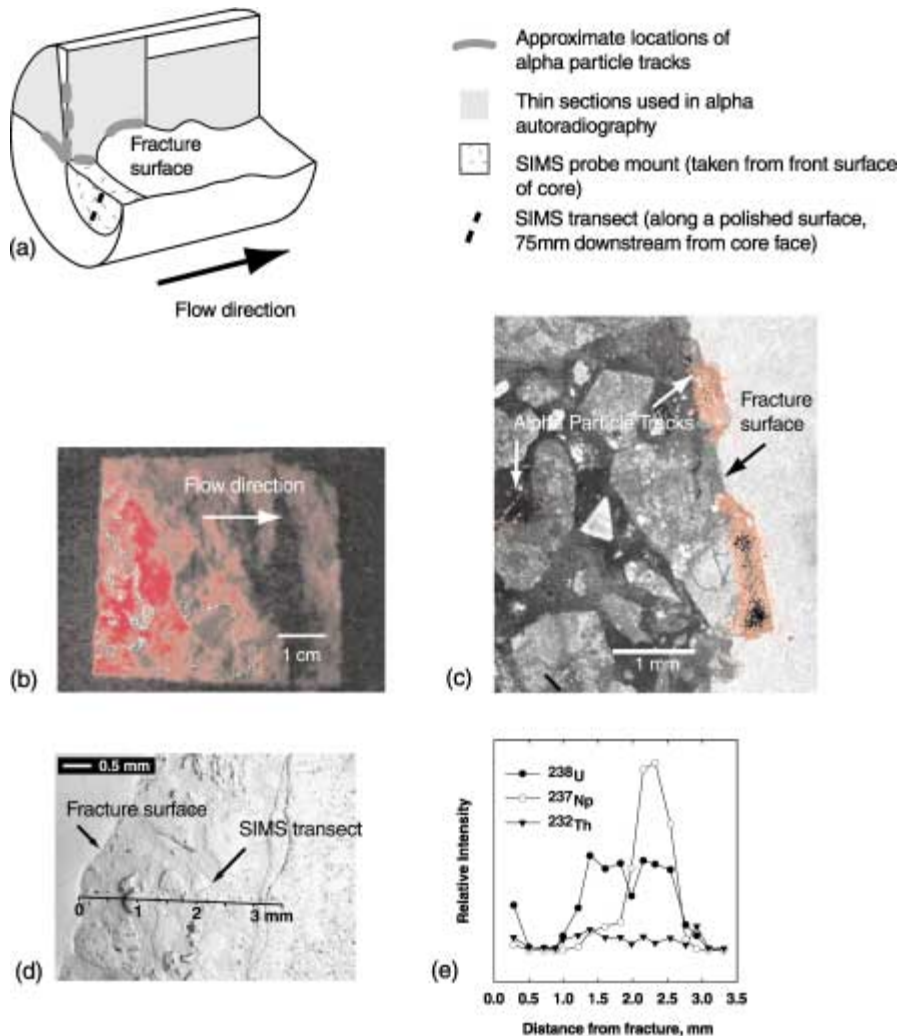 Approximate locations of
alpha particle tracks
Thin sections used in alpha
autoradiography
SIMS probe mount (taken from front surface
of core)
SIMS transect (along a polished surface,
75mm downstream from core face)
Fracture
surface
(a)
Flow direction
Flow direction
1 cm
(b)
Alpha Particle Tracks
Fracture
surface
1 mm
(c)
0.5 mm
Fracture surface
SIMS transect
0 1 2 3 mm
(d)
238U
237Np
232Th
Relative Intensity
0.0 0.5 1.0 1.5 2.0 2.5 3.0 3.5
Distance from fracture, mm
(e)